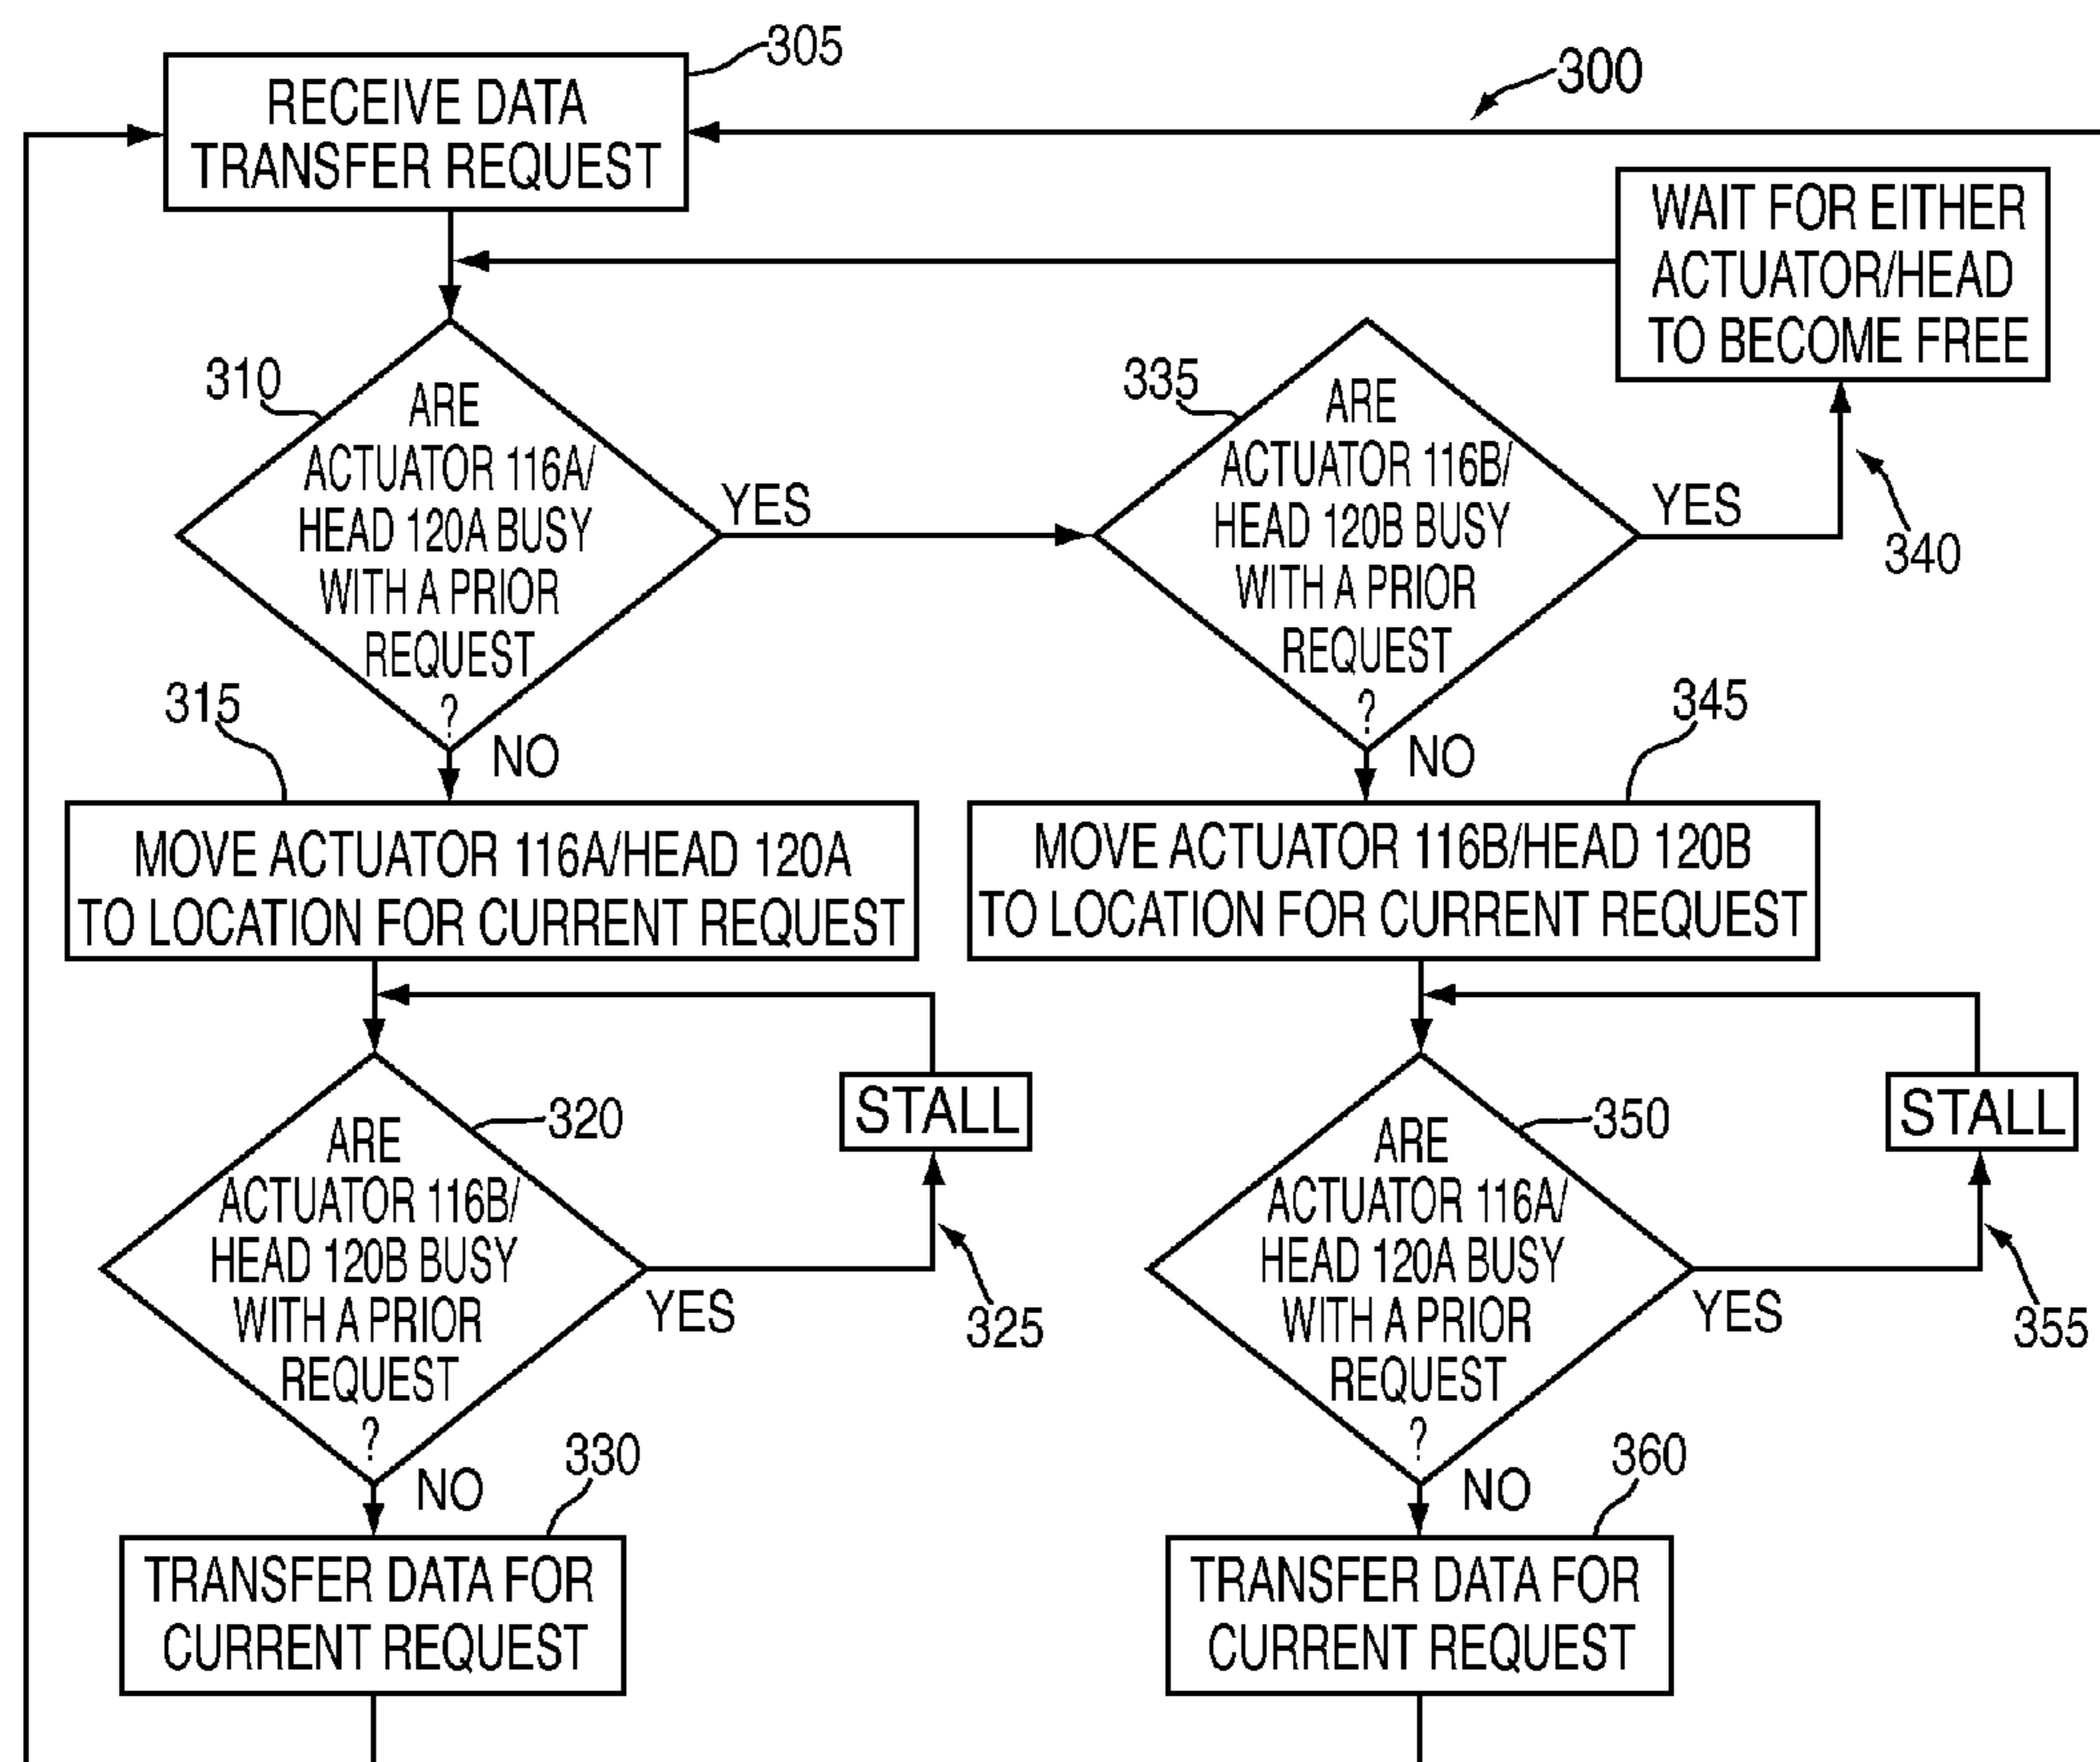 305
RECEIVE DATA
TRANSFER REQUEST
300
WAIT FOR EITHER
ACTUATOR/HEAD
TO BECOME FREE
310
ARE
ACTUATOR 116A/
HEAD 120A BUSY
WITH A PRIOR
REQUEST
?
YES
NO
335
ARE
ACTUATOR 116B/
HEAD 120B BUSY
WITH A PRIOR
REQUEST
?
YES
NO
340
315
MOVE ACTUATOR 116A/HEAD 120A
TO LOCATION FOR CURRENT REQUEST
345
MOVE ACTUATOR 116B/HEAD 120B
TO LOCATION FOR CURRENT REQUEST
320
ARE
ACTUATOR 116B/
HEAD 120B BUSY
WITH A PRIOR
REQUEST
?
YES
NO
STALL
325
350
ARE
ACTUATOR 116A/
HEAD 120A BUSY
WITH A PRIOR
REQUEST
?
YES
NO
STALL
355
330
TRANSFER DATA FOR
CURRENT REQUEST
360
TRANSFER DATA FOR
CURRENT REQUEST